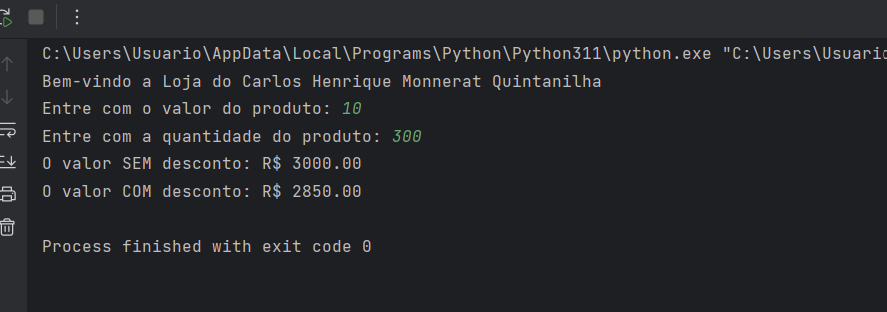 C:\Users\Usuario\AppData\Local\Programs\Python\Python311\python.exe "C:\Users\Usuario
Bem-vindo a Loja do Carlos Henrique Monnerat Quintanilha
Entre com o valor do produto: 10
Entre com a quantidade do produto: 300
O valor SEM desconto: R$ 3000.00
O valor COM desconto: R$ 2850.00
Process finished with exit code 0